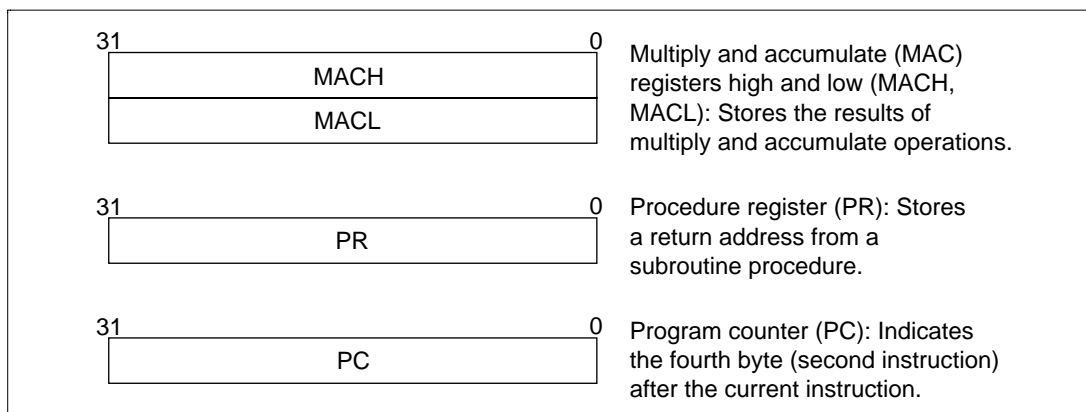 31 0
MACH
MACL
Multiply and accumulate (MAC)
registers high and low (MACH,
MACL): Stores the results of
multiply and accumulate operations.
31 0
PR
Procedure register (PR): Stores
a return address from a
subroutine procedure.
31 0
PC
Program counter (PC): Indicates
the fourth byte (second instruction)
after the current instruction.